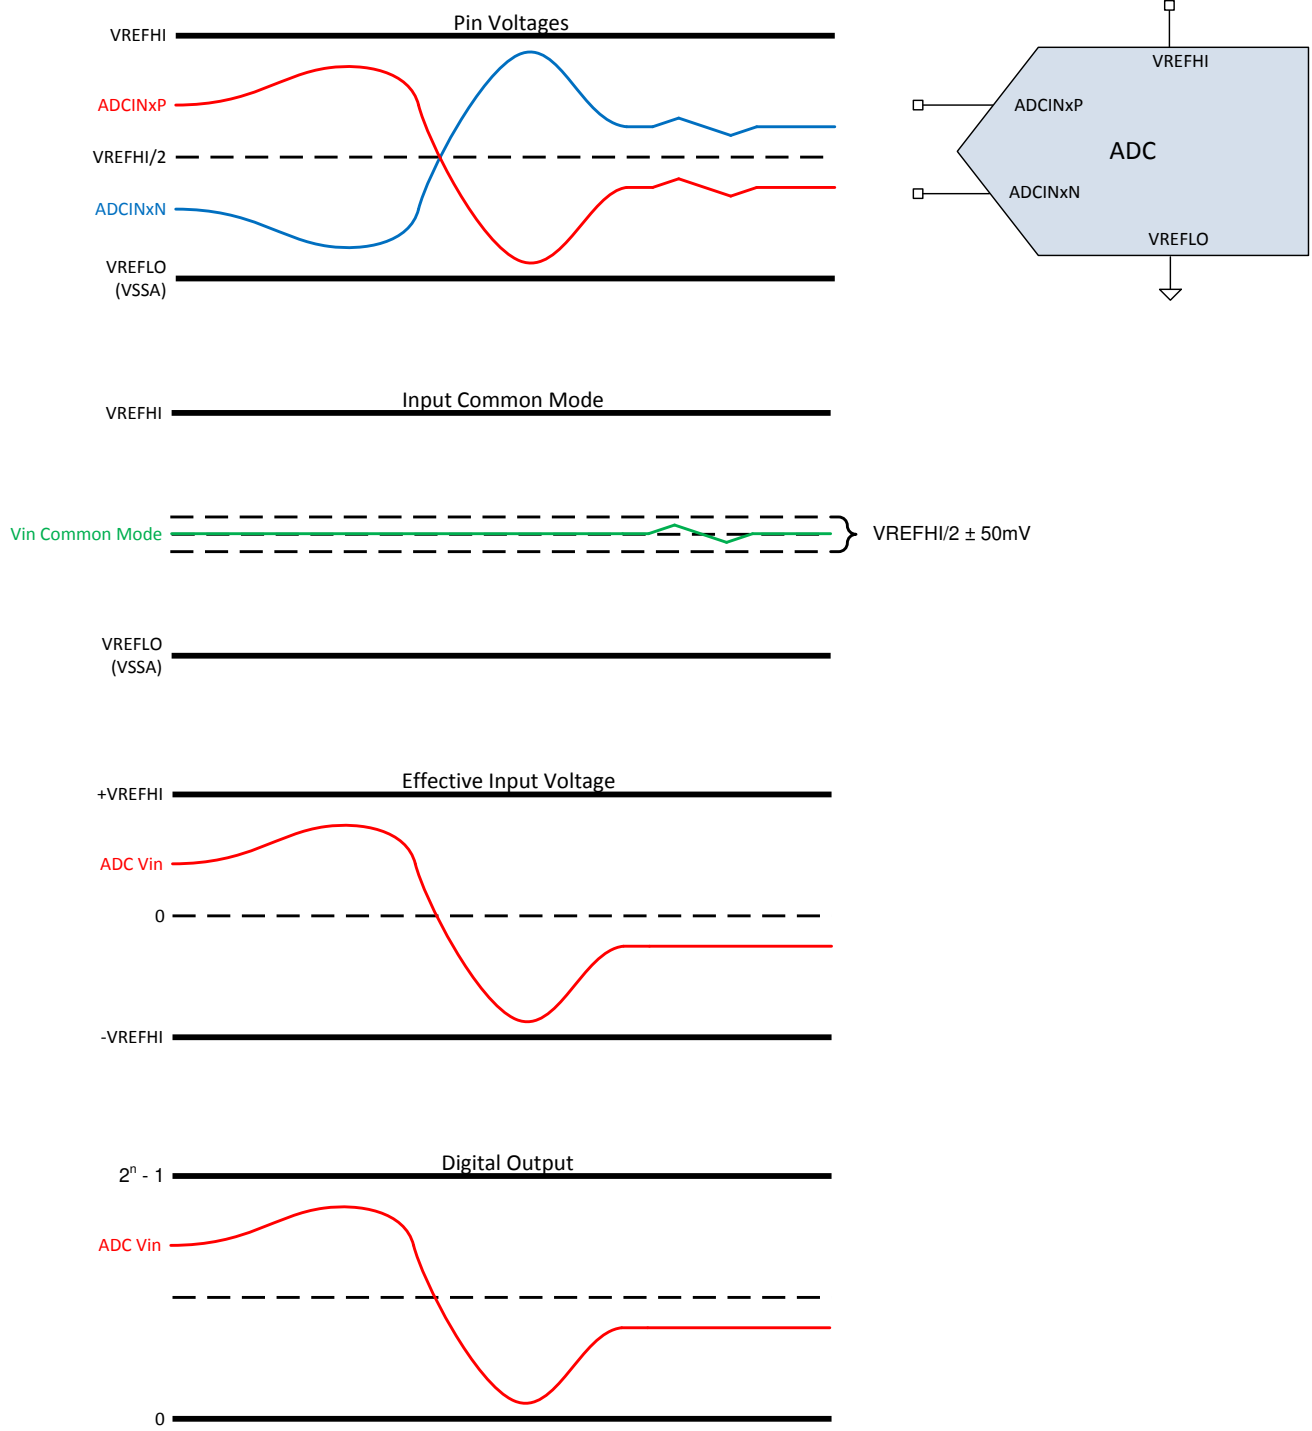 Pin Voltages
VREFHI
ADCINxP
VREFHI/2
ADCINxN
VREFLO
(VSSA)
VREFHI
ADCINxP
ADC
ADCINxN
VREFLO
Input Common Mode
VREFHI
Vin Common Mode
VREFHI/2 ± 50mV
VREFLO
(VSSA)
Effective Input Voltage
+VREFHI
ADC Vin
0
-VREFHI
Digital Output
2ⁿ - 1
ADC Vin
0